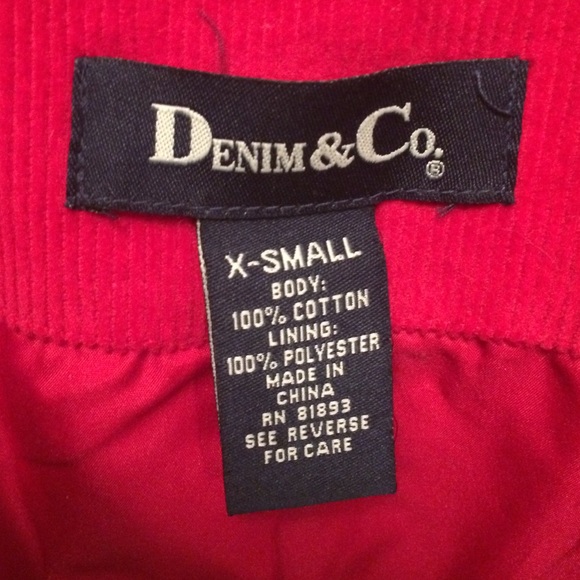 DENIM & CO.®
X-SMALL
BODY:
100% COTTON
LINING:
100% POLYESTER
MADE IN
CHINA
RN 81893
SEE REVERSE
FOR CARE